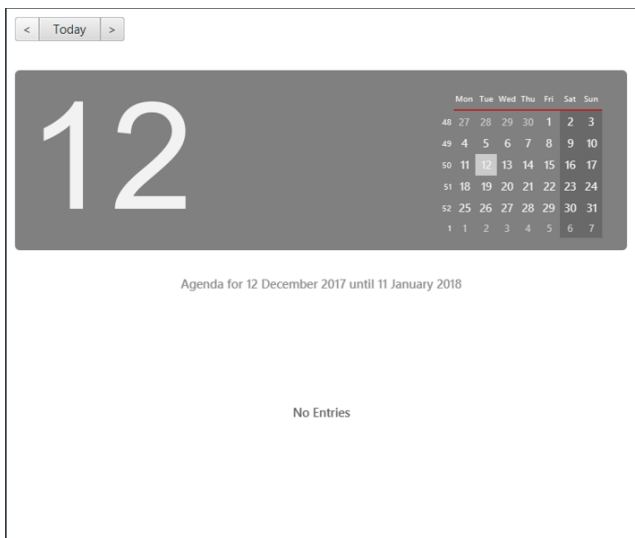 < Today >
12
Mon Tue Wed Thu Fri Sat Sun
48 27 28 29 30 1 2 3
49 4 5 6 7 8 9 10
50 11 12 13 14 15 16 17
51 18 19 20 21 22 23 24
52 25 26 27 28 29 30 31
1 1 2 3 4 5 6 7
Agenda for 12 December 2017 until 11 January 2018
No Entries